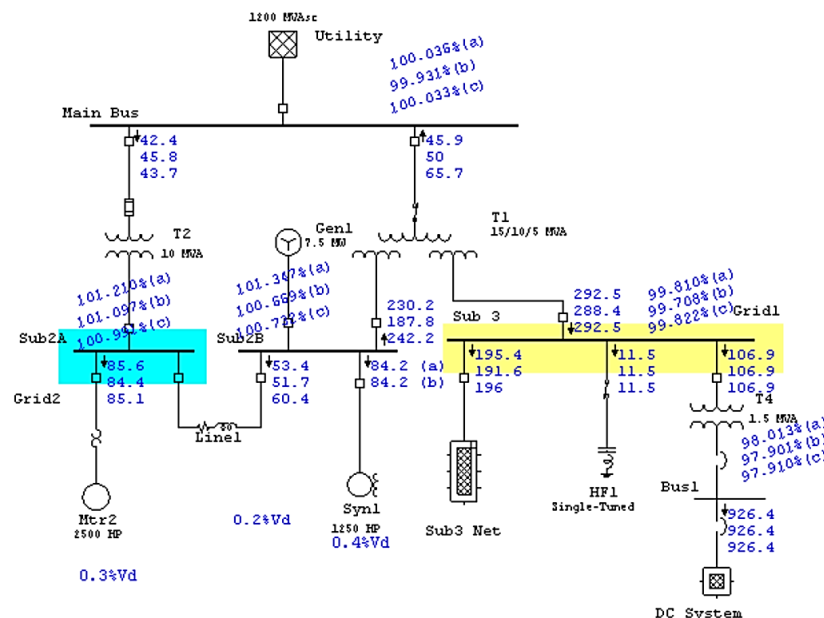 1200 MVAsc
Utility
100.036%(a)
99.931%(b)
100.033%(c)
Main Bus
42.4
45.8
43.7
45.9
50
65.7
T2
10 MVA
Gen1
7.5 MW
T1
15/10/5 MVA
101.210%(a)
101.097%(b)
100.991%(c)
101.347%(a)
100.669%(b)
100.722%(c)
230.2
187.8
242.2
292.5
288.4
292.5
99.810%(a)
99.708%(b)
99.822%(c)
Sub2A
Sub2B
Sub 3
Grid1
85.6
84.4
85.1
53.4
51.7
60.4
84.2 (a)
84.2 (b)
195.4
191.6
196
11.5
11.5
11.5
106.9
106.9
106.9
Grid2
Line1
T4
1.5 MVA
98.013%(a)
97.901%(b)
97.910%(c)
Mtr2
2500 HP
0.3%Vd
0.2%Vd
Syn1
1250 HP
0.4%Vd
Sub3 Net
HF1
Single-Tuned
Bus1
926.4
926.4
926.4
DC System